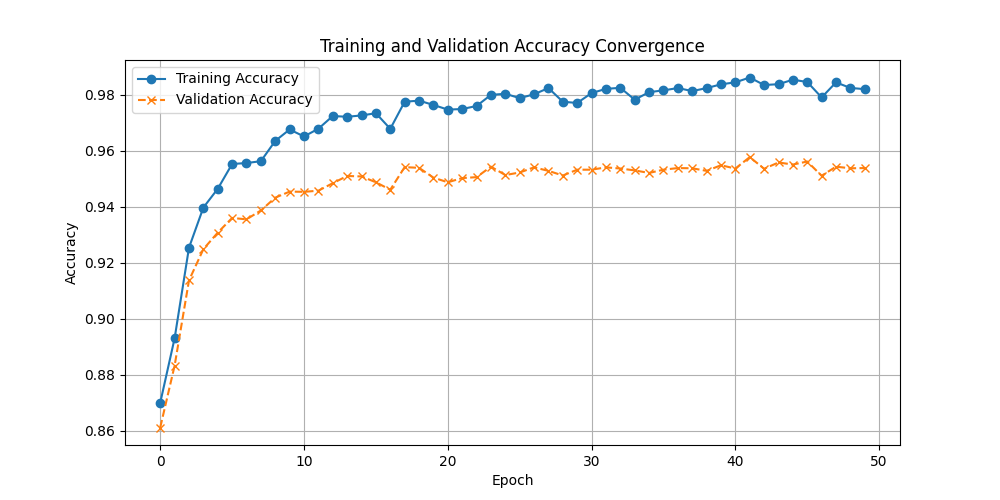 Training and Validation Accuracy Convergence
Training Accuracy
Validation Accuracy
0.98
0.96
0.94
0.92
0.90
0.88
0.86
Accuracy
0 10 20 30 40 50
Epoch